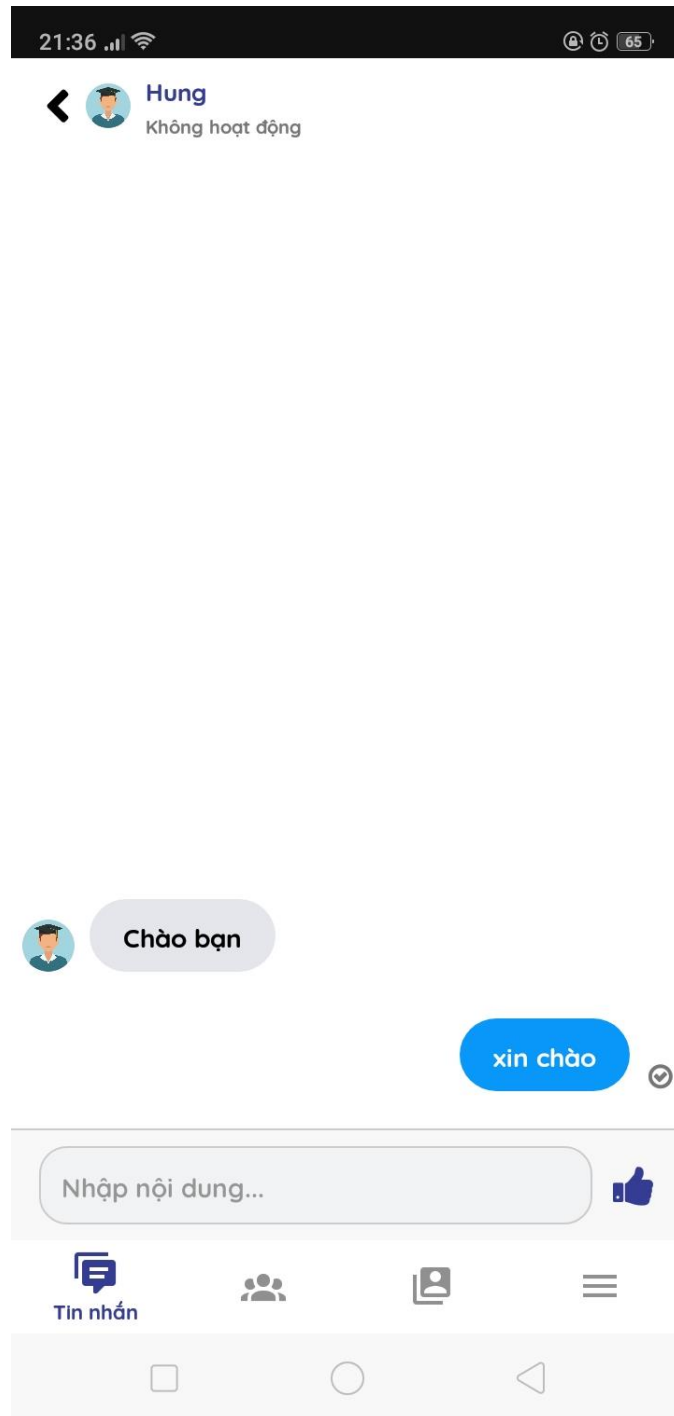 21:36
65
Hung
Không hoạt động
Chào bạn
xin chào
Nhập nội dung...
Tin nhắn